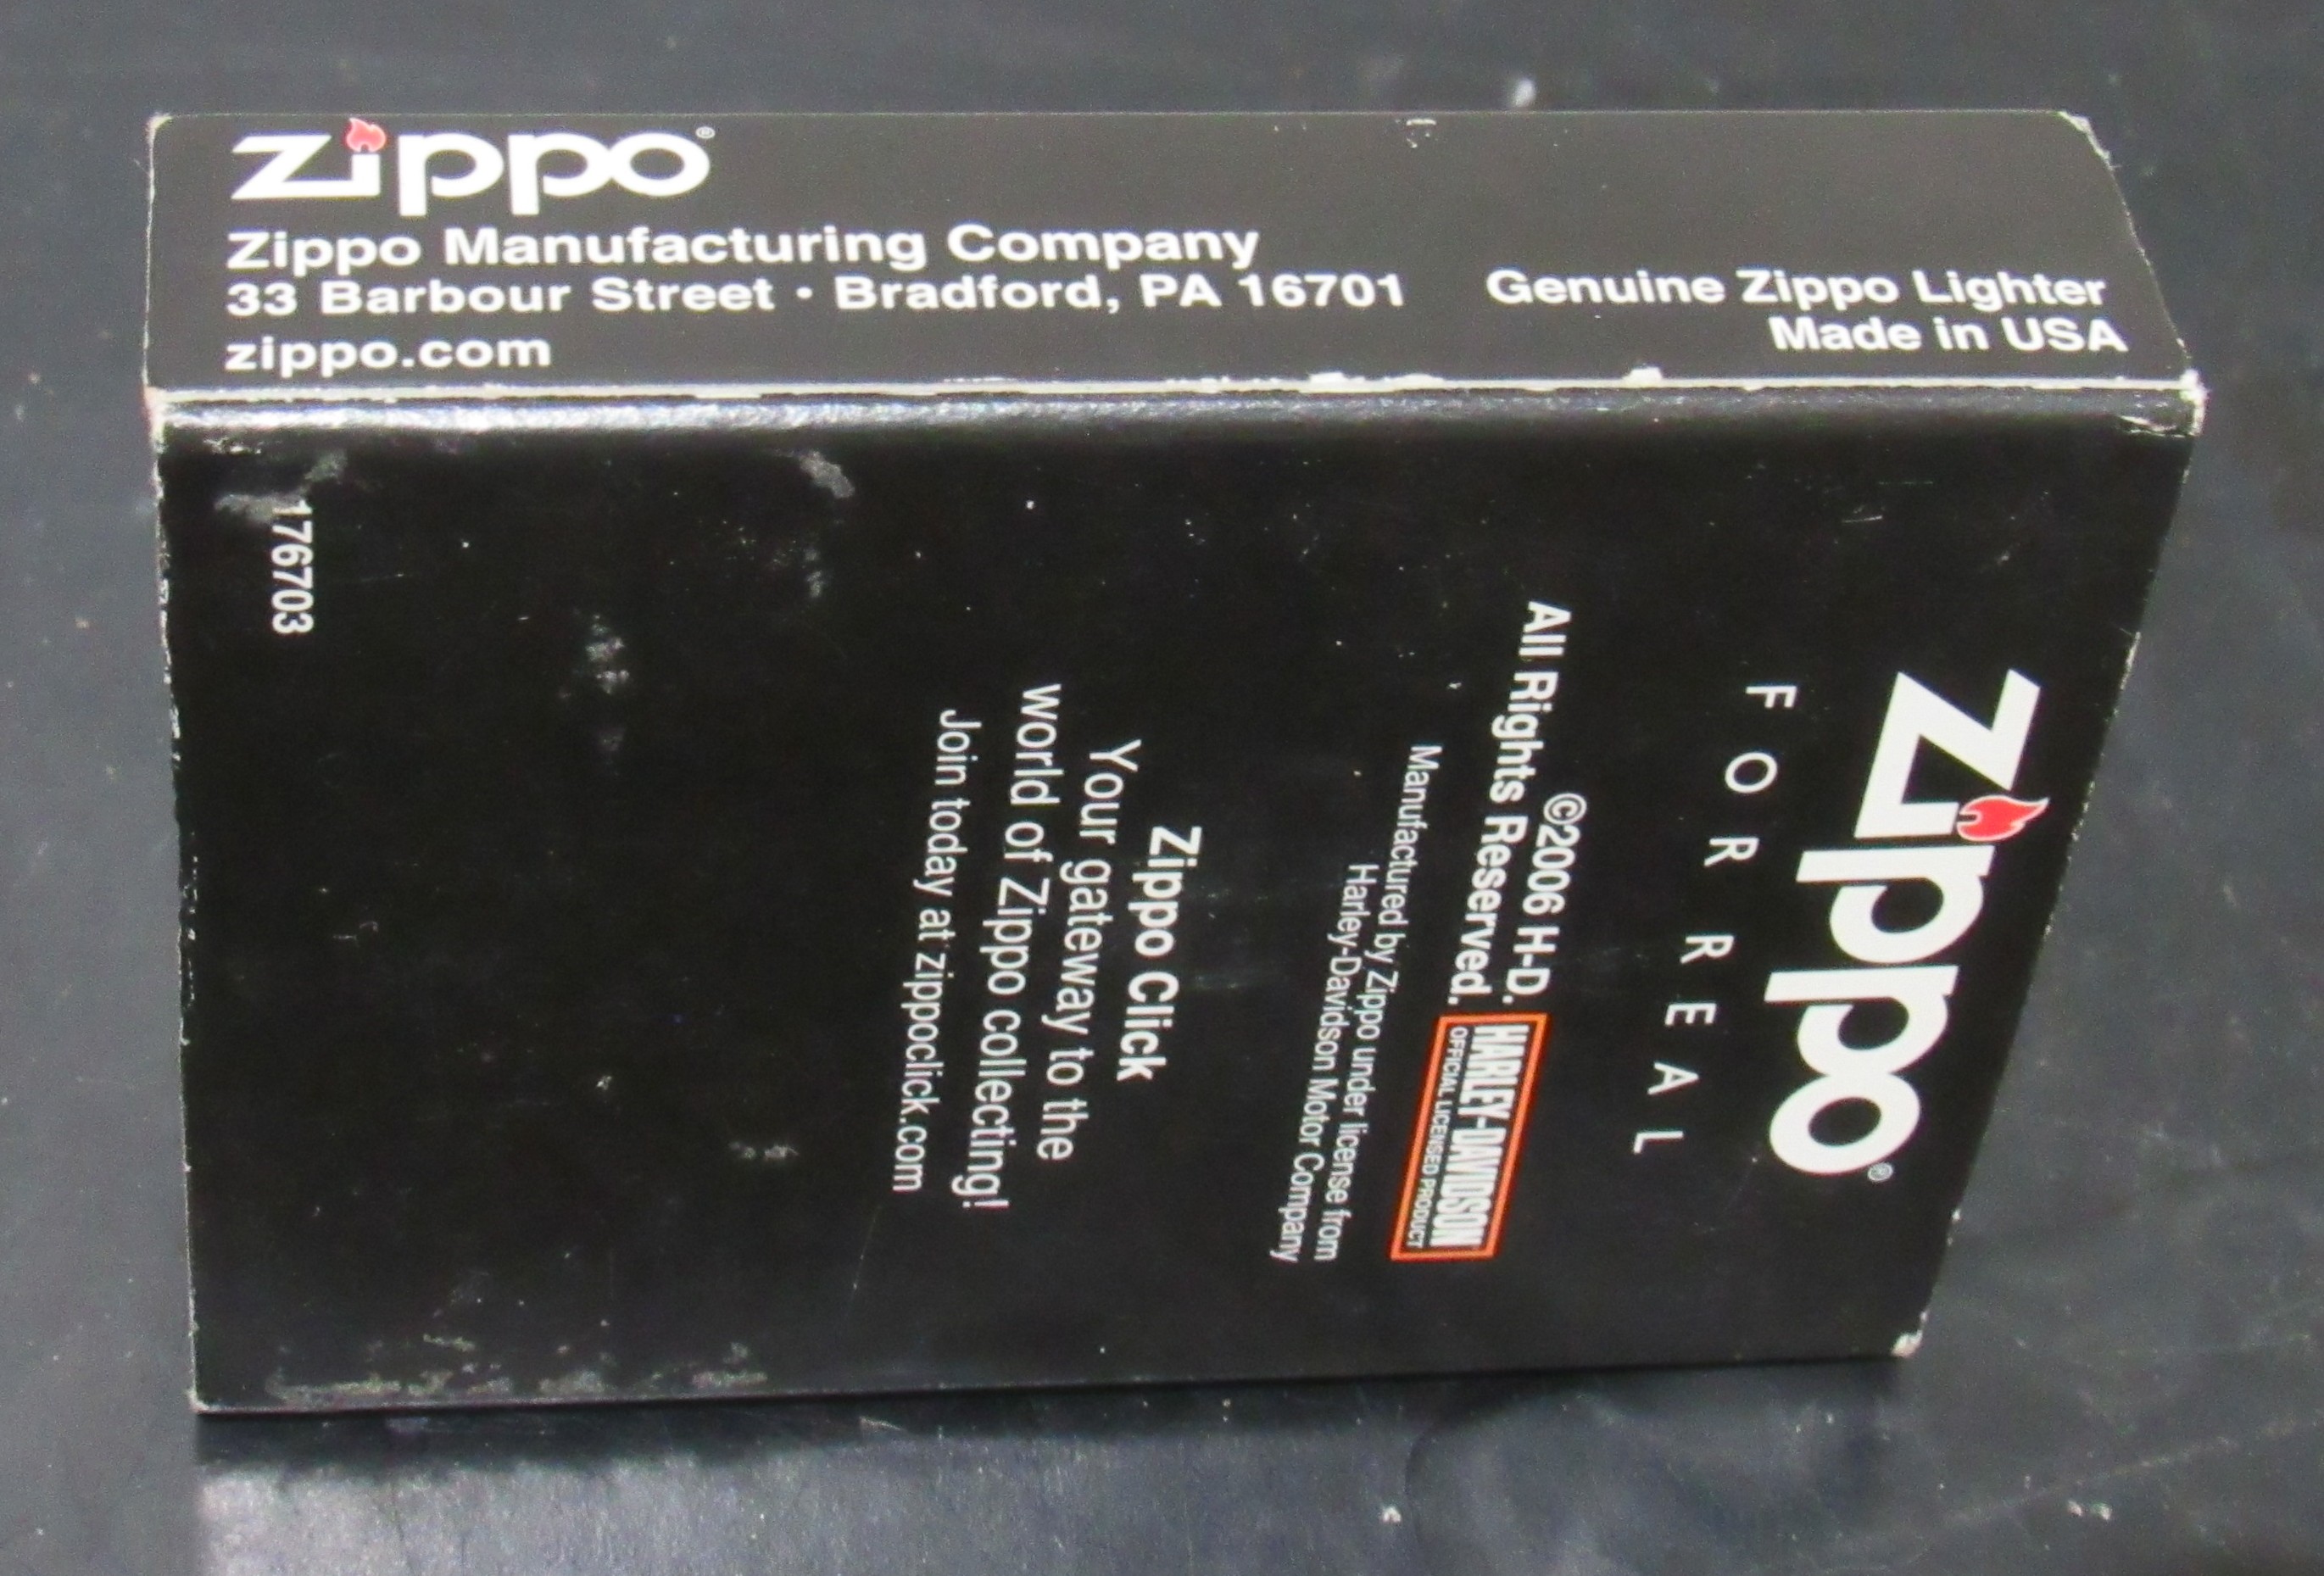 Zippo®
Zippo Manufacturing Company
33 Barbour Street • Bradford, PA 16701
zippo.com
Genuine Zippo Lighter
Made in USA
Zippo®
FOR REAL
©2006 H-D.
All Rights Reserved.
HARLEY-DAVIDSON
OFFICIAL LICENSED PRODUCT
Manufactured by Zippo under license from
Harley-Davidson Motor Company
Zippo Click
Your gateway to the
world of Zippo collecting!
Join today at zippoclick.com
176703